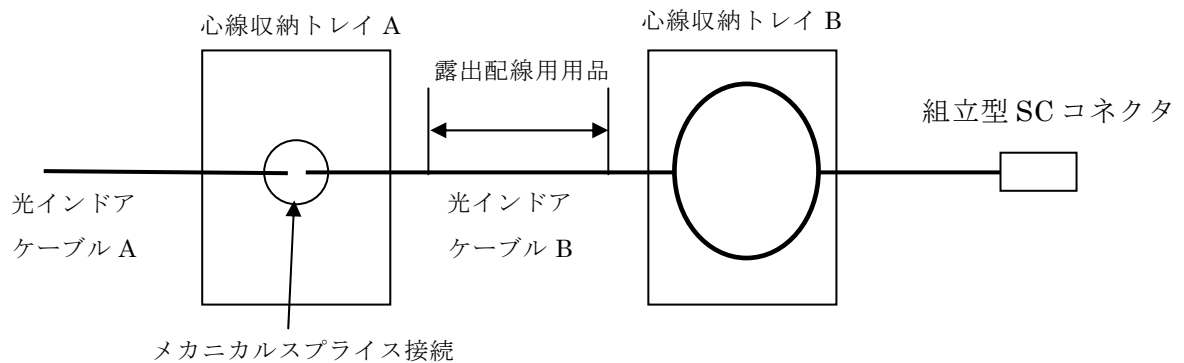 心線収納トレイ A
心線収納トレイ B
露出配線用用品
組立型 SC コネクタ
光インドア
ケーブル A
光インドア
ケーブル B
メカニカルスプライス接続